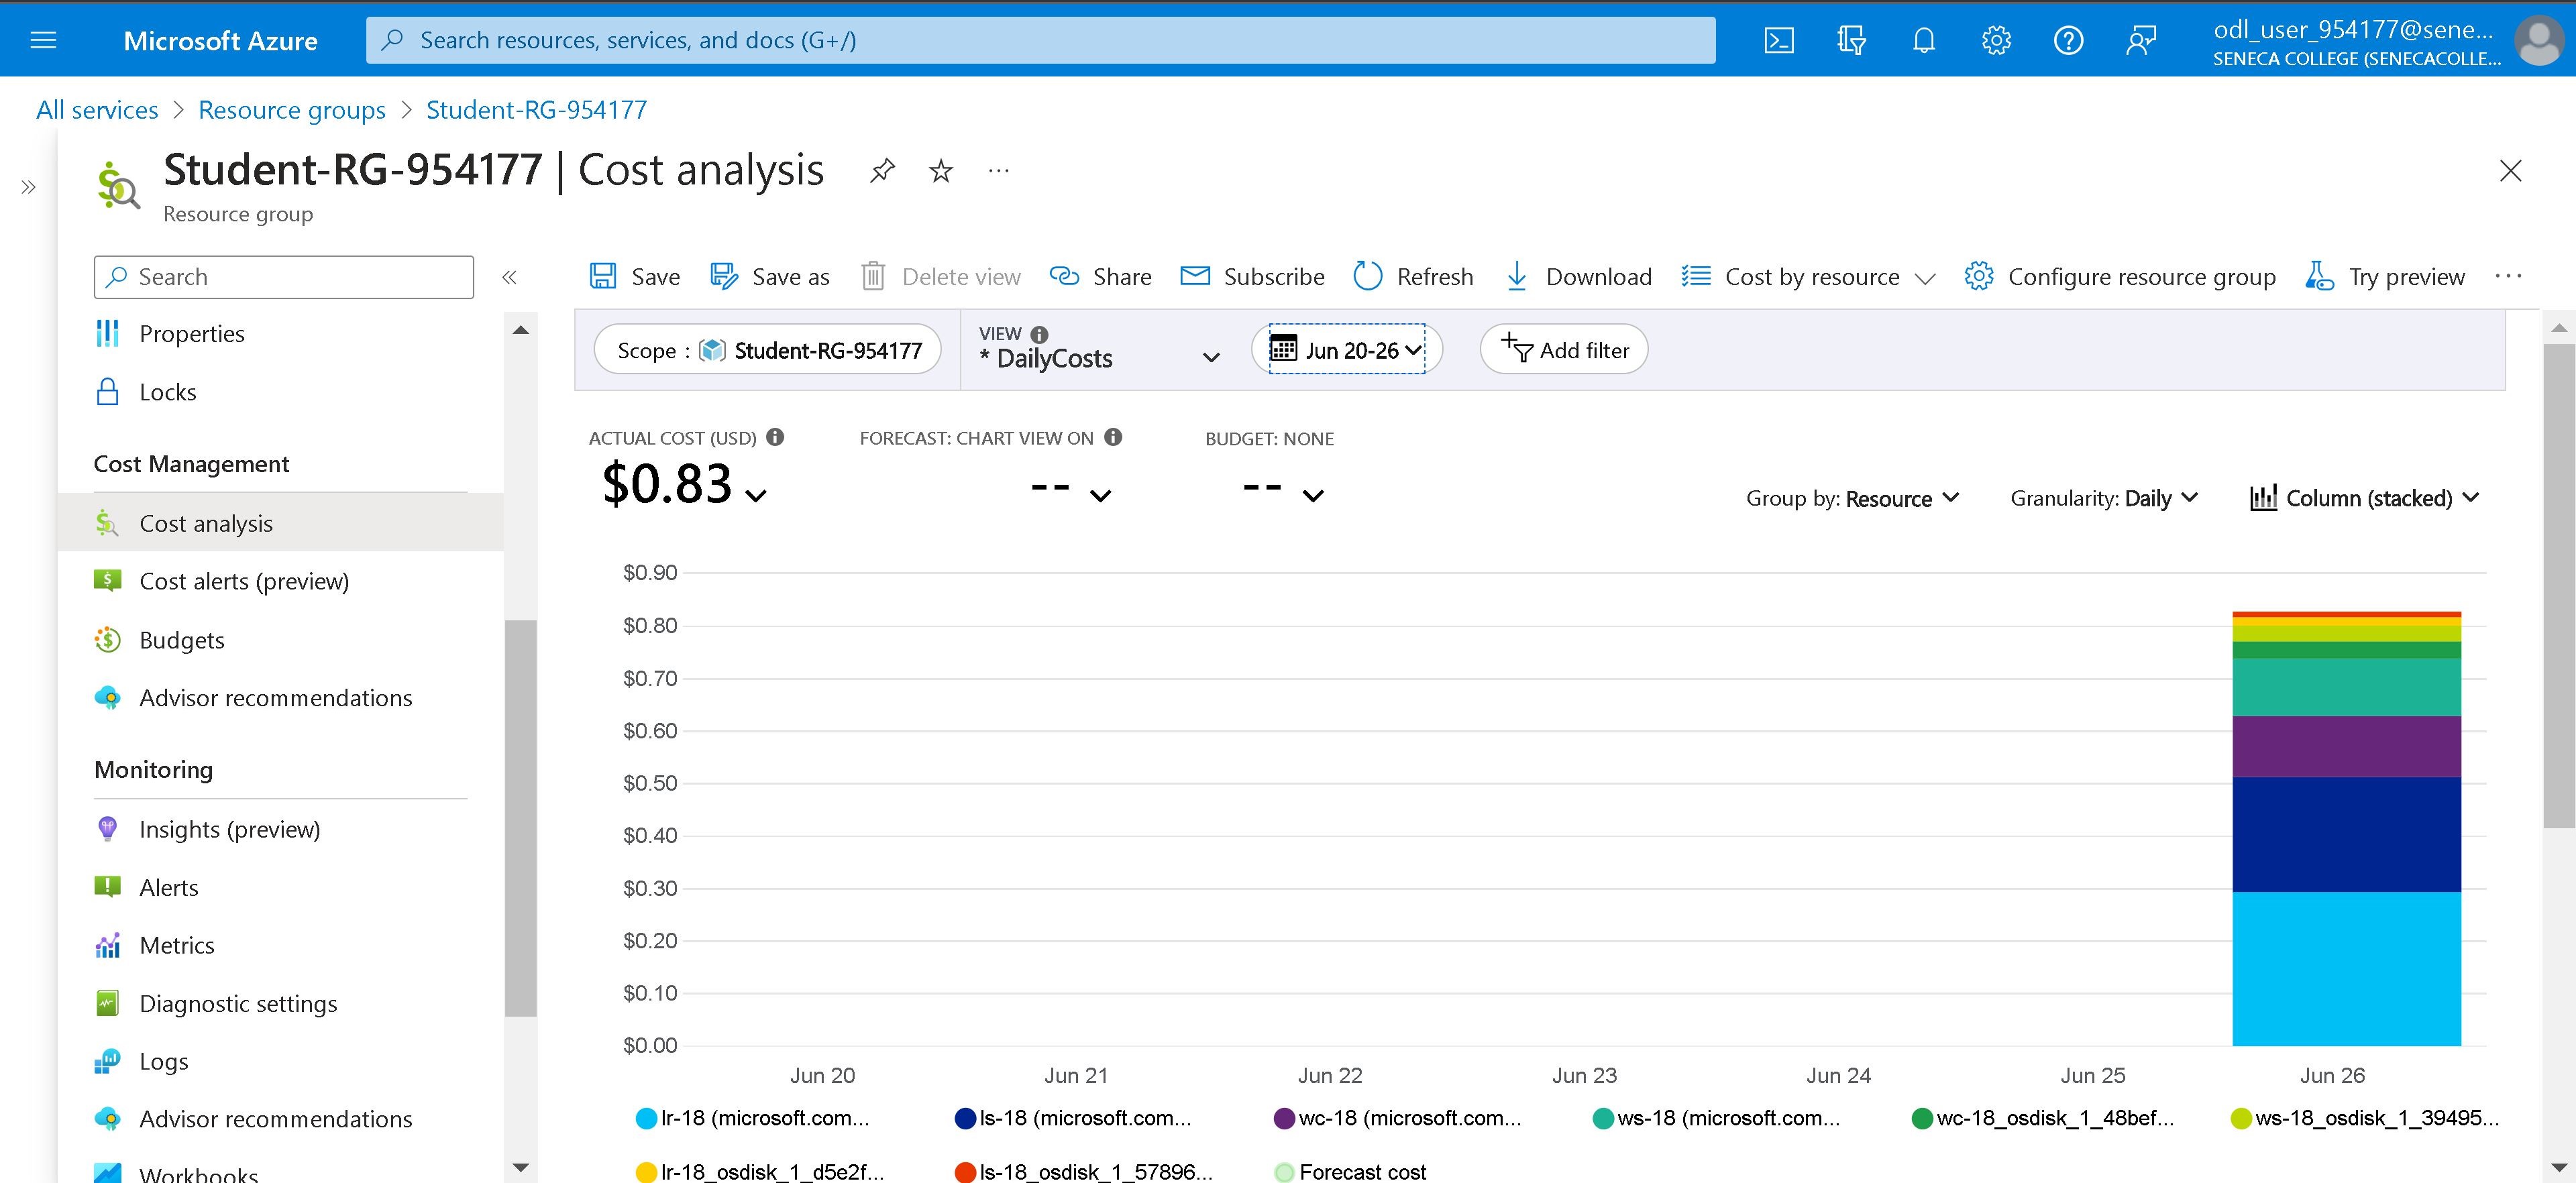 Microsoft Azure
Search resources, services, and docs (G+/)
odl_user_954177@sene...
SENECA COLLEGE (SENECACOLLE...
All services > Resource groups > Student-RG-954177
Student-RG-954177 | Cost analysis
Resource group
Search
Save
Save as
Delete view
Share
Subscribe
Refresh
Download
Cost by resource
Configure resource group
Try preview
Properties
Locks
Cost Management
Cost analysis
Cost alerts (preview)
Budgets
Advisor recommendations
Monitoring
Insights (preview)
Alerts
Metrics
Diagnostic settings
Logs
Advisor recommendations
Workbooks
Scope : Student-RG-954177
VIEW
* DailyCosts
Jun 20-26
Add filter
ACTUAL COST (USD)
$0.83
FORECAST: CHART VIEW ON
--
BUDGET: NONE
--
Group by: Resource
Granularity: Daily
Column (stacked)
$0.90
$0.80
$0.70
$0.60
$0.50
$0.40
$0.30
$0.20
$0.10
$0.00
Jun 20 Jun 21 Jun 22 Jun 23 Jun 24 Jun 25 Jun 26
lr-18 (microsoft.com...
ls-18 (microsoft.com...
wc-18 (microsoft.com...
ws-18 (microsoft.com...
wc-18_osdisk_1_48bef...
ws-18_osdisk_1_39495...
lr-18_osdisk_1_d5e2f...
ls-18_osdisk_1_57896...
Forecast cost